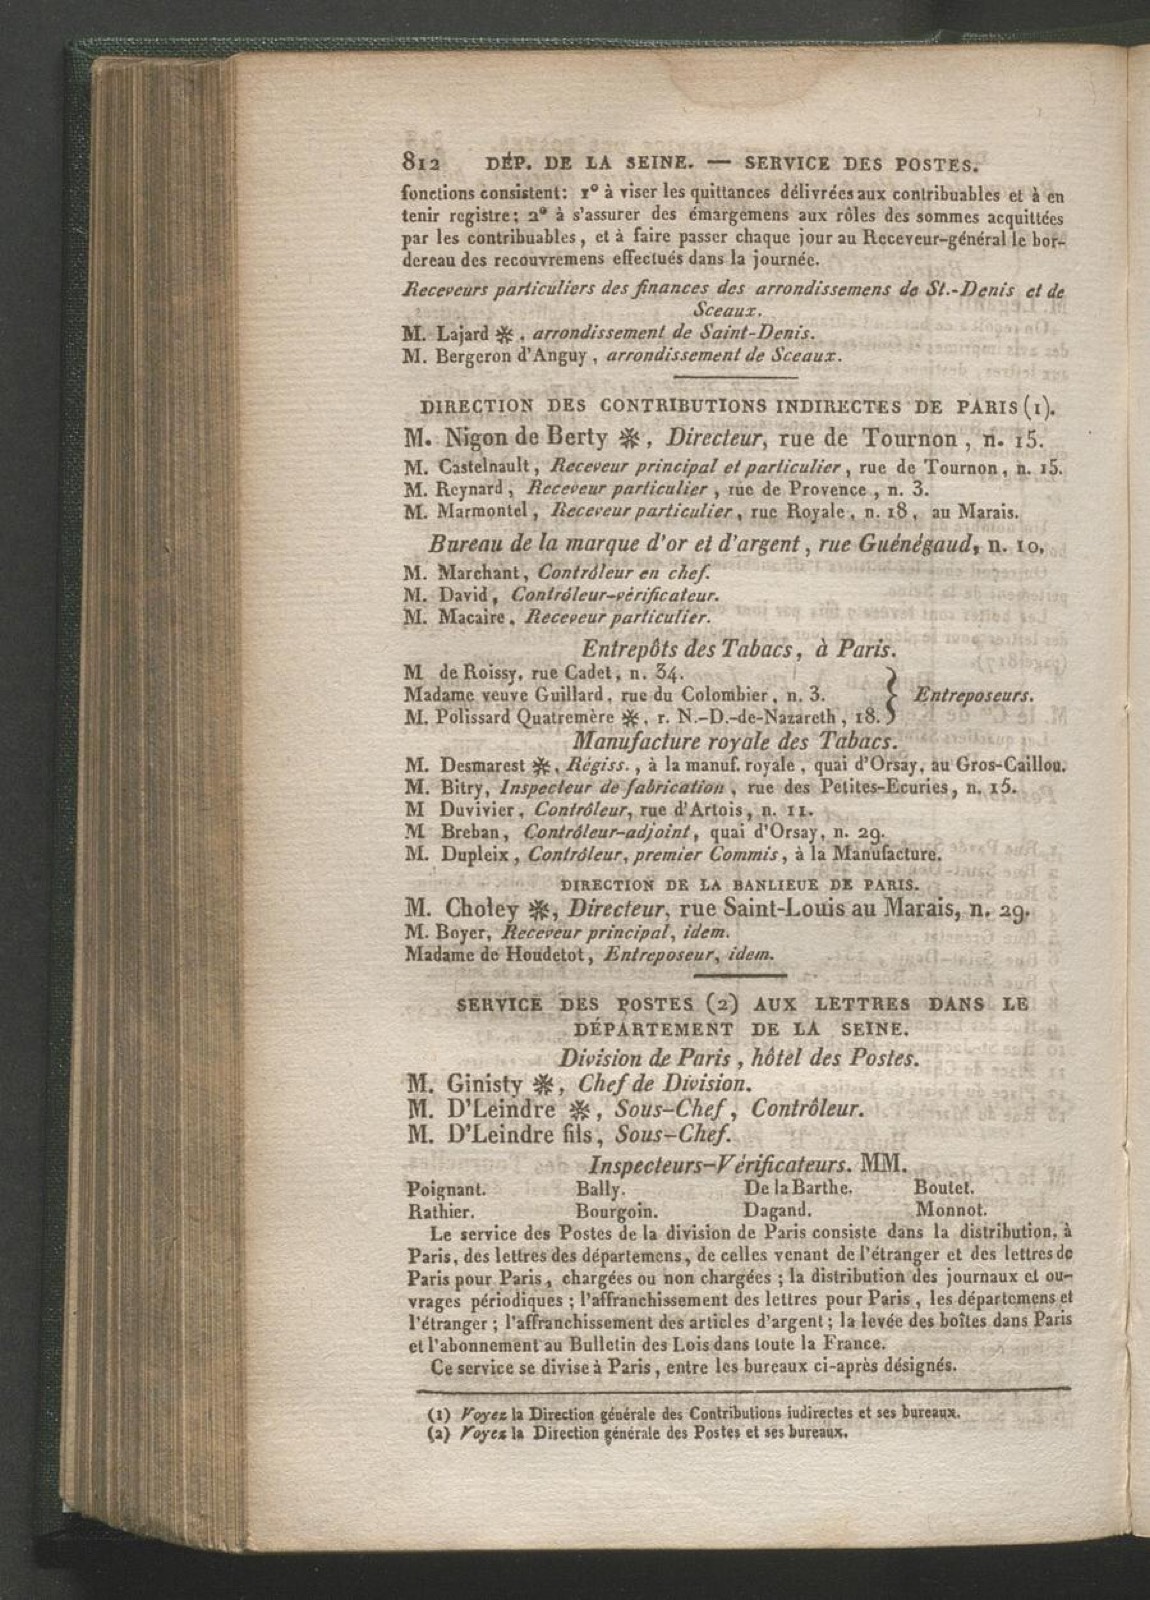 812 DÉP. DE LA SEINE. — SERVICE DES POSTES.
fonctions consistent: 1° à viser les quittances délivrées aux contribuables et à en
tenir registre; 2° à s'assurer des émargemens aux rôles des sommes acquittées
par les contribuables, et à faire passer chaque jour au Receveur-général le bor-
dereau des recouvremens effectués dans la journée.
Receveurs particuliers des finances des arrondissemens de St.-Denis et de
Sceaux.
M. Lajard ✻, arrondissement de Saint-Denis.
M. Bergeron d'Anguy, arrondissement de Sceaux.
DIRECTION DES CONTRIBUTIONS INDIRECTES DE PARIS (1).
M. Nigon de Berty ✻, Directeur, rue de Tournon, n. 15.
M. Castelnault, Receveur principal et particulier, rue de Tournon, n. 15.
M. Reynard, Receveur particulier, rue de Provence, n. 3.
M. Marmontel, Receveur particulier, rue Royale, n. 18, au Marais.
Bureau de la marque d'or et d'argent, rue Guénégaud, n. 10,
M. Marchant, Contrôleur en chef.
M. David, Contrôleur-vérificateur.
M. Macaire, Receveur particulier.
Entrepôts des Tabacs, à Paris.
M de Roissy, rue Cadet, n. 34.
Madame veuve Guillard, rue du Colombier, n. 3. } Entreposeurs.
M. Polissard Quatremère ✻, r. N.-D.-de-Nazareth, 18.
Manufacture royale des Tabacs.
M. Desmarest ✻, Régiss., à la manuf. royale, quai d'Orsay, au Gros-Caillou.
M. Bitry, Inspecteur de fabrication, rue des Petites-Ecuries, n. 15.
M Duvivier, Contrôleur, rue d'Artois, n. 11.
M Breban, Contrôleur-adjoint, quai d'Orsay, n. 29.
M. Dupleix, Contrôleur, premier Commis, à la Manufacture.
DIRECTION DE LA BANLIEUE DE PARIS.
M. Choley ✻, Directeur, rue Saint-Louis au Marais, n. 29.
M. Boyer, Receveur principal, idem.
Madame de Houdetot, Entreposeur, idem.
SERVICE DES POSTES (2) AUX LETTRES DANS LE
DÉPARTEMENT DE LA SEINE.
Division de Paris, hôtel des Postes.
M. Ginisty ✻, Chef de Division.
M. D'Leindre ✻, Sous-Chef, Contrôleur.
M. D'Leindre fils, Sous-Chef.
Inspecteurs-Vérificateurs. MM.
Poignant. Bally. De la Barthe. Boutet.
Rathier. Bourgoin. Dagand. Monnot.
Le service des Postes de la division de Paris consiste dans la distribution, à
Paris, des lettres des départemens, de celles venant de l'étranger et des lettres de
Paris pour Paris, chargées ou non chargées; la distribution des journaux et ou-
vrages périodiques; l'affranchissement des lettres pour Paris, les départemens et
l'étranger; l'affranchissement des articles d'argent; la levée des boîtes dans Paris
et l'abonnement au Bulletin des Lois dans toute la France.
Ce service se divise à Paris, entre les bureaux ci-après désignés.
(1) Voyez la Direction générale des Contributions indirectes et ses bureaux.
(2) Voyez la Direction générale des Postes et ses bureaux.